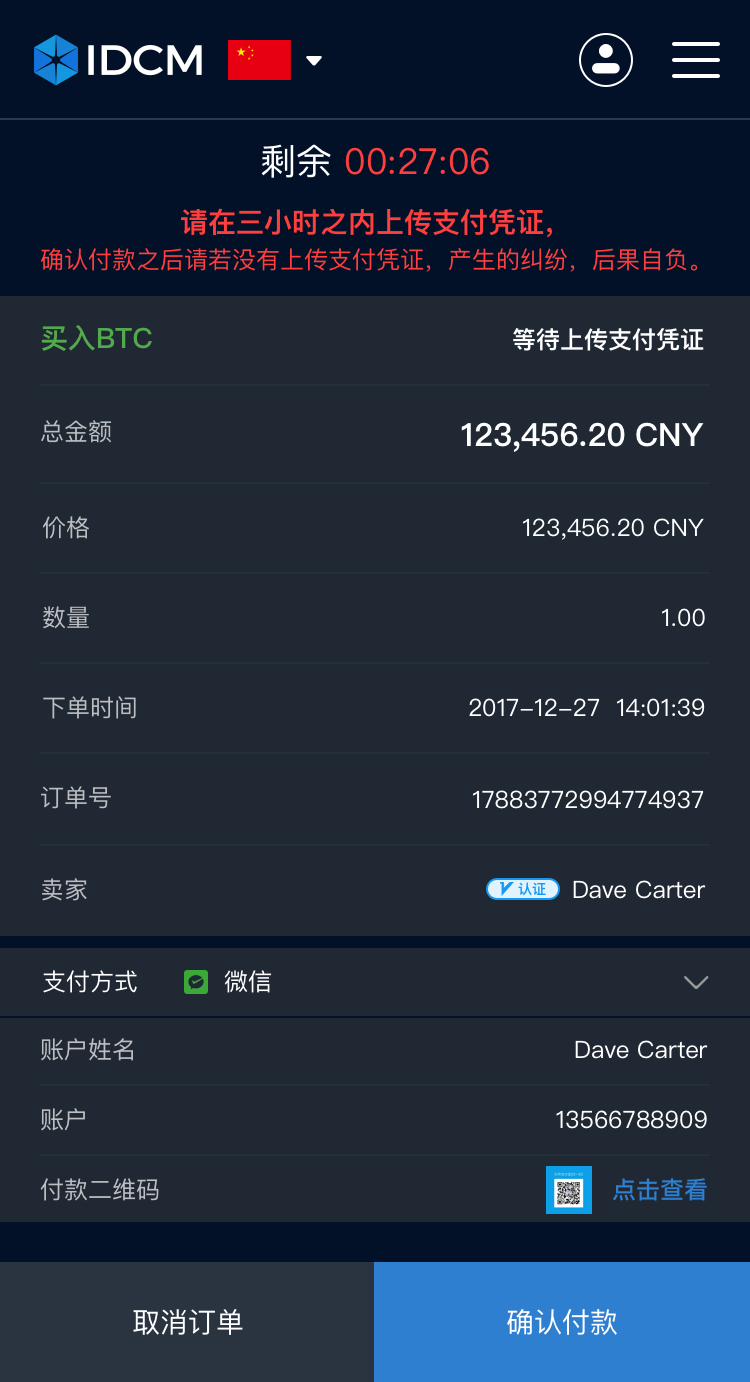 IDCM
剩余 00:27:06
请在三小时之内上传支付凭证，
确认付款之后请若没有上传支付凭证，产生的纠纷，后果自负。
买入BTC 等待上传支付凭证
总金额 123,456.20 CNY
价格 123,456.20 CNY
数量 1.00
下单时间 2017-12-27 14:01:39
订单号 17883772994774937
卖家 V 认证 Dave Carter
支付方式 微信
账户姓名 Dave Carter
账户 13566788909
付款二维码 点击查看
取消订单 确认付款